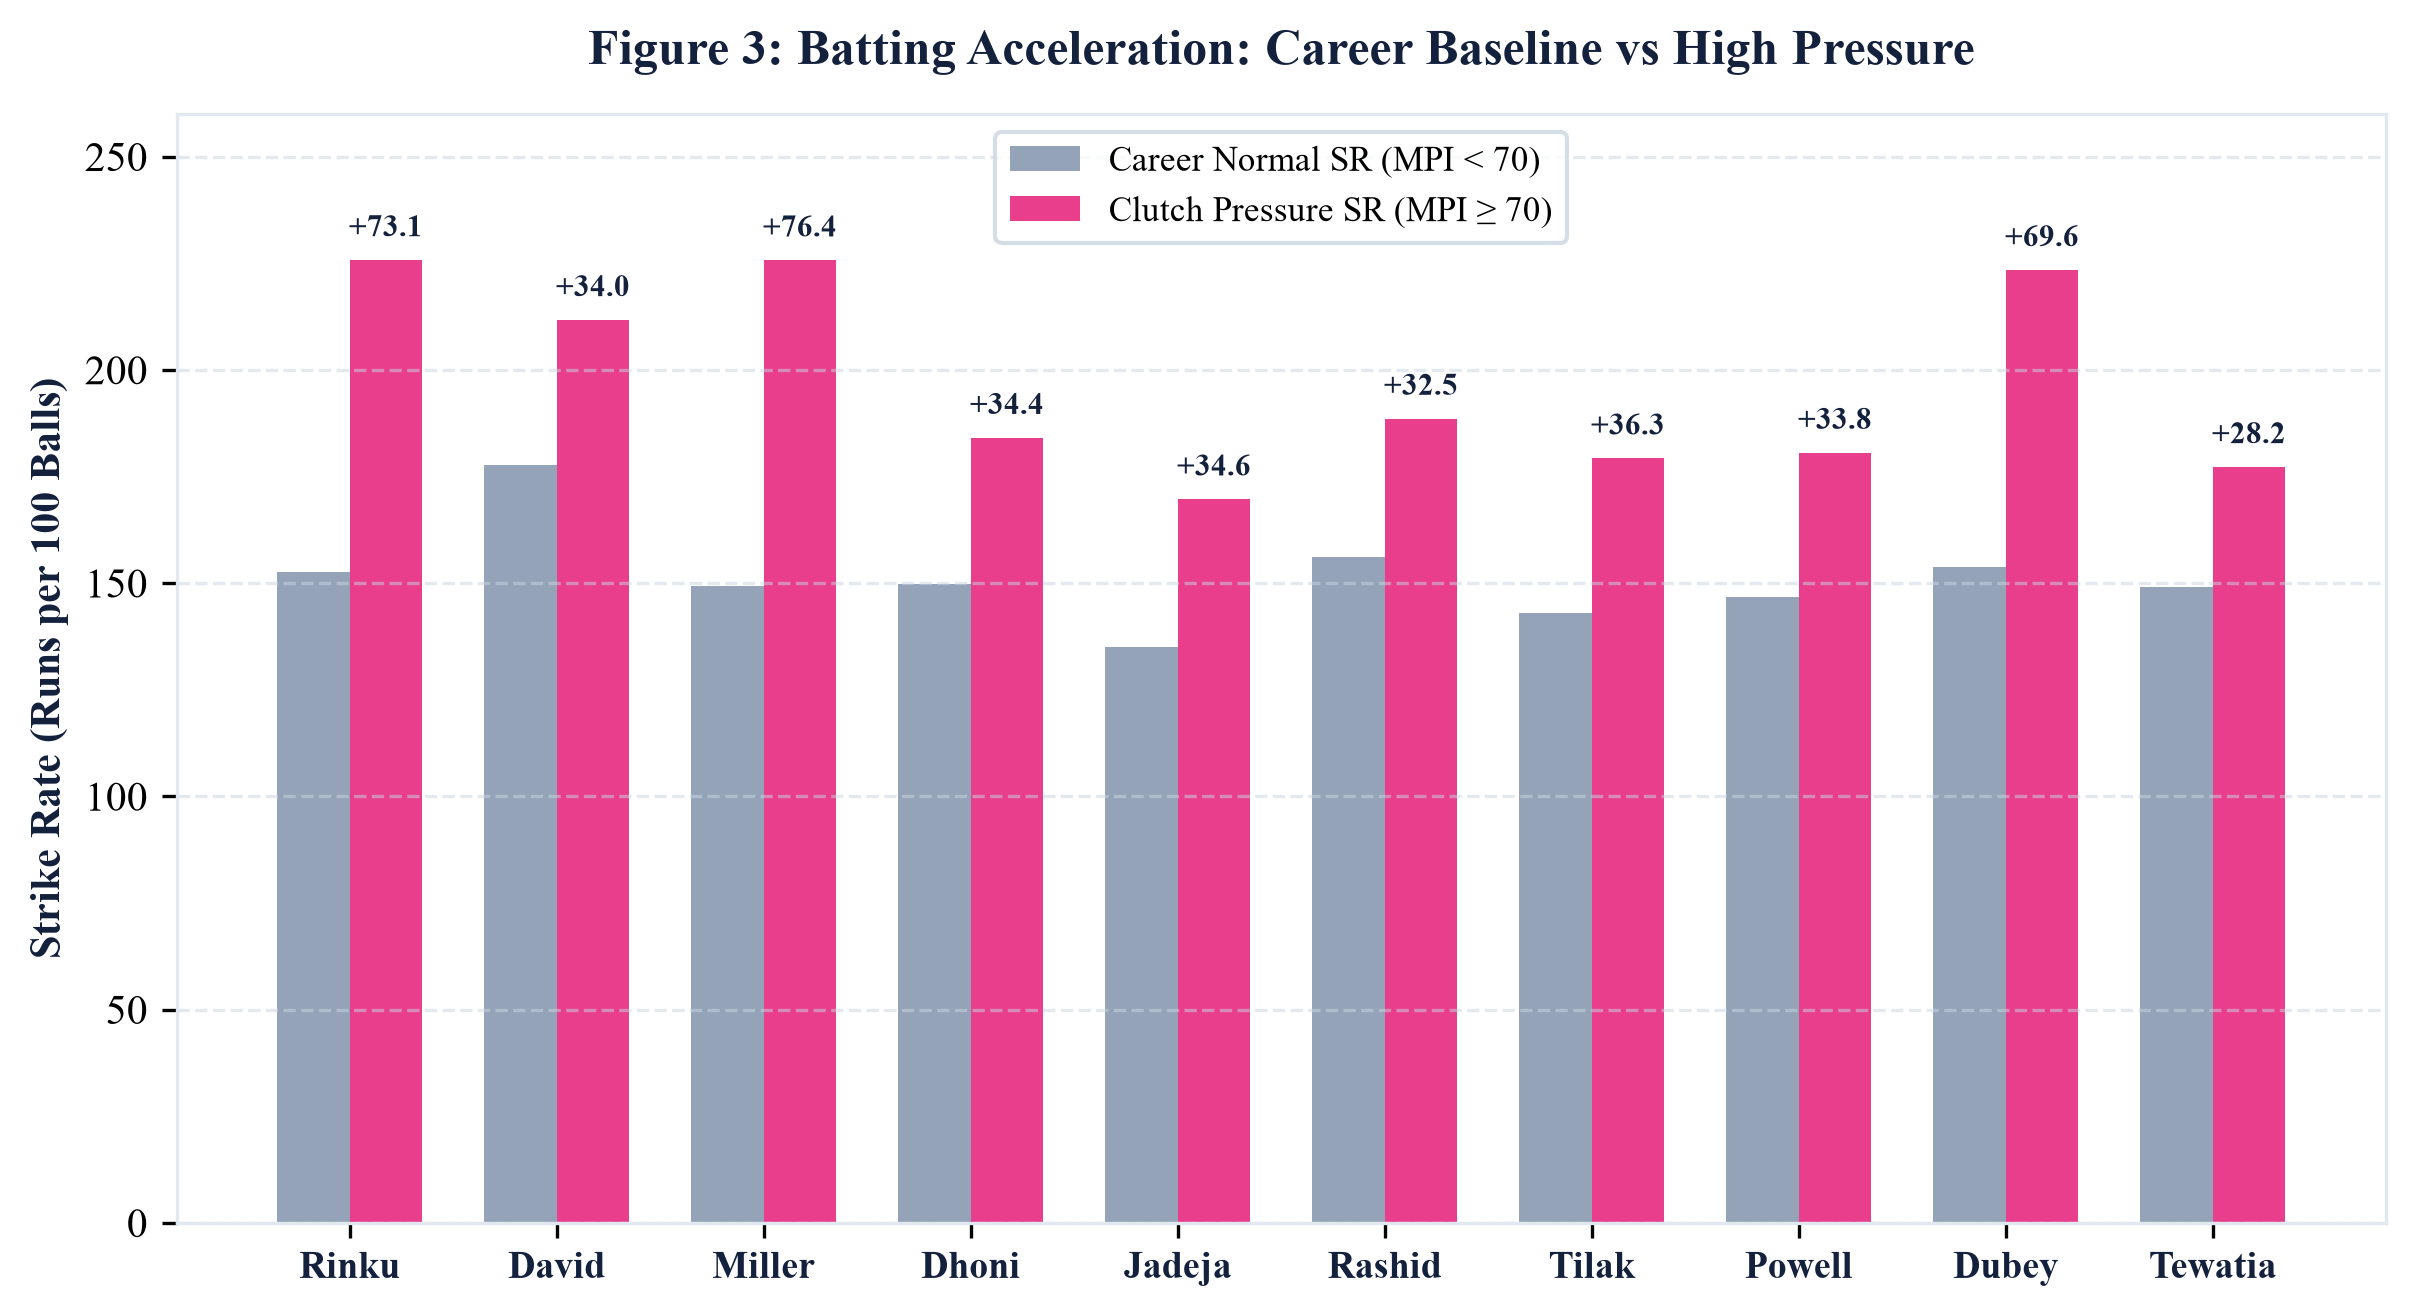 Figure 3: Batting Acceleration: Career Baseline vs High Pressure
Career Normal SR (MPI < 70)
Clutch Pressure SR (MPI ≥ 70)
Strike Rate (Runs per 100 Balls)
250
200
150
100
50
0
+73.1
+34.0
+76.4
+34.4
+34.6
+32.5
+36.3
+33.8
+69.6
+28.2
Rinku
David
Miller
Dhoni
Jadeja
Rashid
Tilak
Powell
Dubey
Tewatia